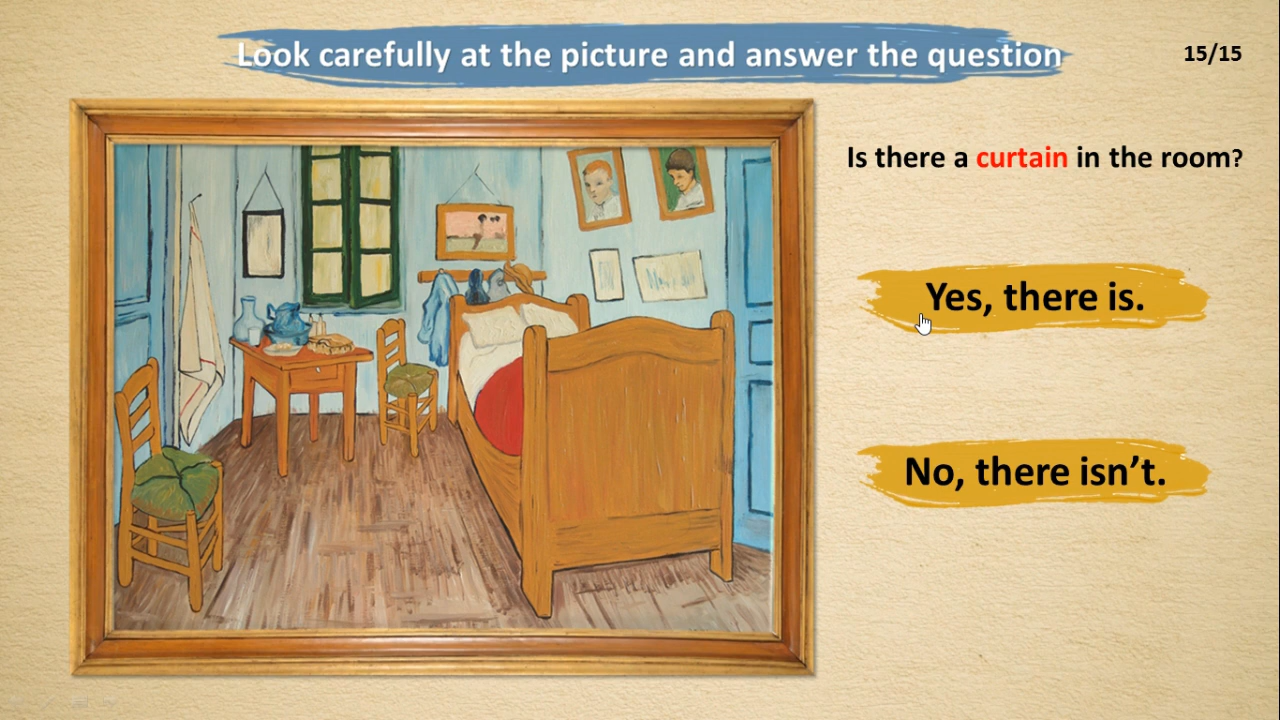 Look carefully at the picture and answer the question
15/15
Is there a curtain in the room?
Yes, there is.
No, there isn’t.